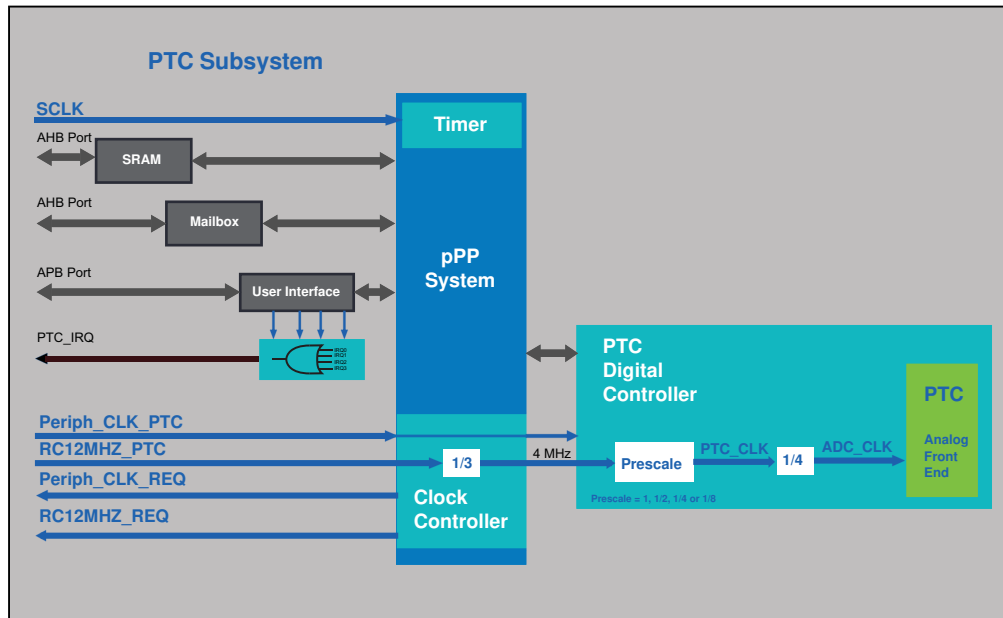 PTC Subsystem
SCLK
Timer
AHB Port
SRAM
AHB Port
Mailbox
pPP
System
APB Port
User Interface
PTC_IRQ
IRQ0
IRQ1
IRQ2
IRQ3
PTC
Digital
Controller
PTC
Analog
Front
End
Periph_CLK_PTC
RC12MHZ_PTC
1/3
4 MHz
Prescale
PTC_CLK
1/4
ADC_CLK
Prescale = 1, 1/2, 1/4 or 1/8
Periph_CLK_REQ
RC12MHZ_REQ
Clock
Controller